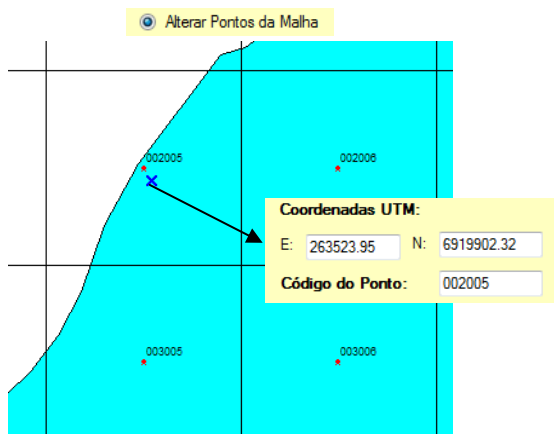 Alterar Pontos da Malha
002005
002006
Coordenadas UTM:
E: 263523.95 N: 6919902.32
Código do Ponto: 002005
003005
003006